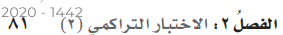 2020 - 1442
الفصل ٢ : الاختبار التراكمي (٢) ٨١